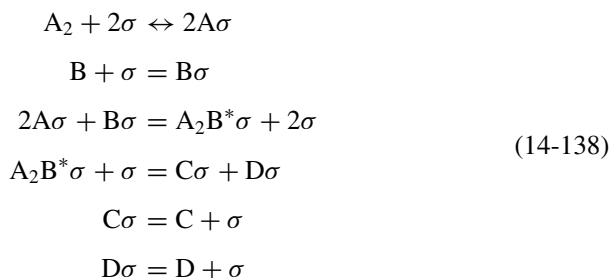 A₂ + 2σ ↔ 2Aσ
B + σ = Bσ
2Aσ + Bσ = A₂B*σ + 2σ
(14-138)
A₂B*σ + σ = Cσ + Dσ
Cσ = C + σ
Dσ = D + σ